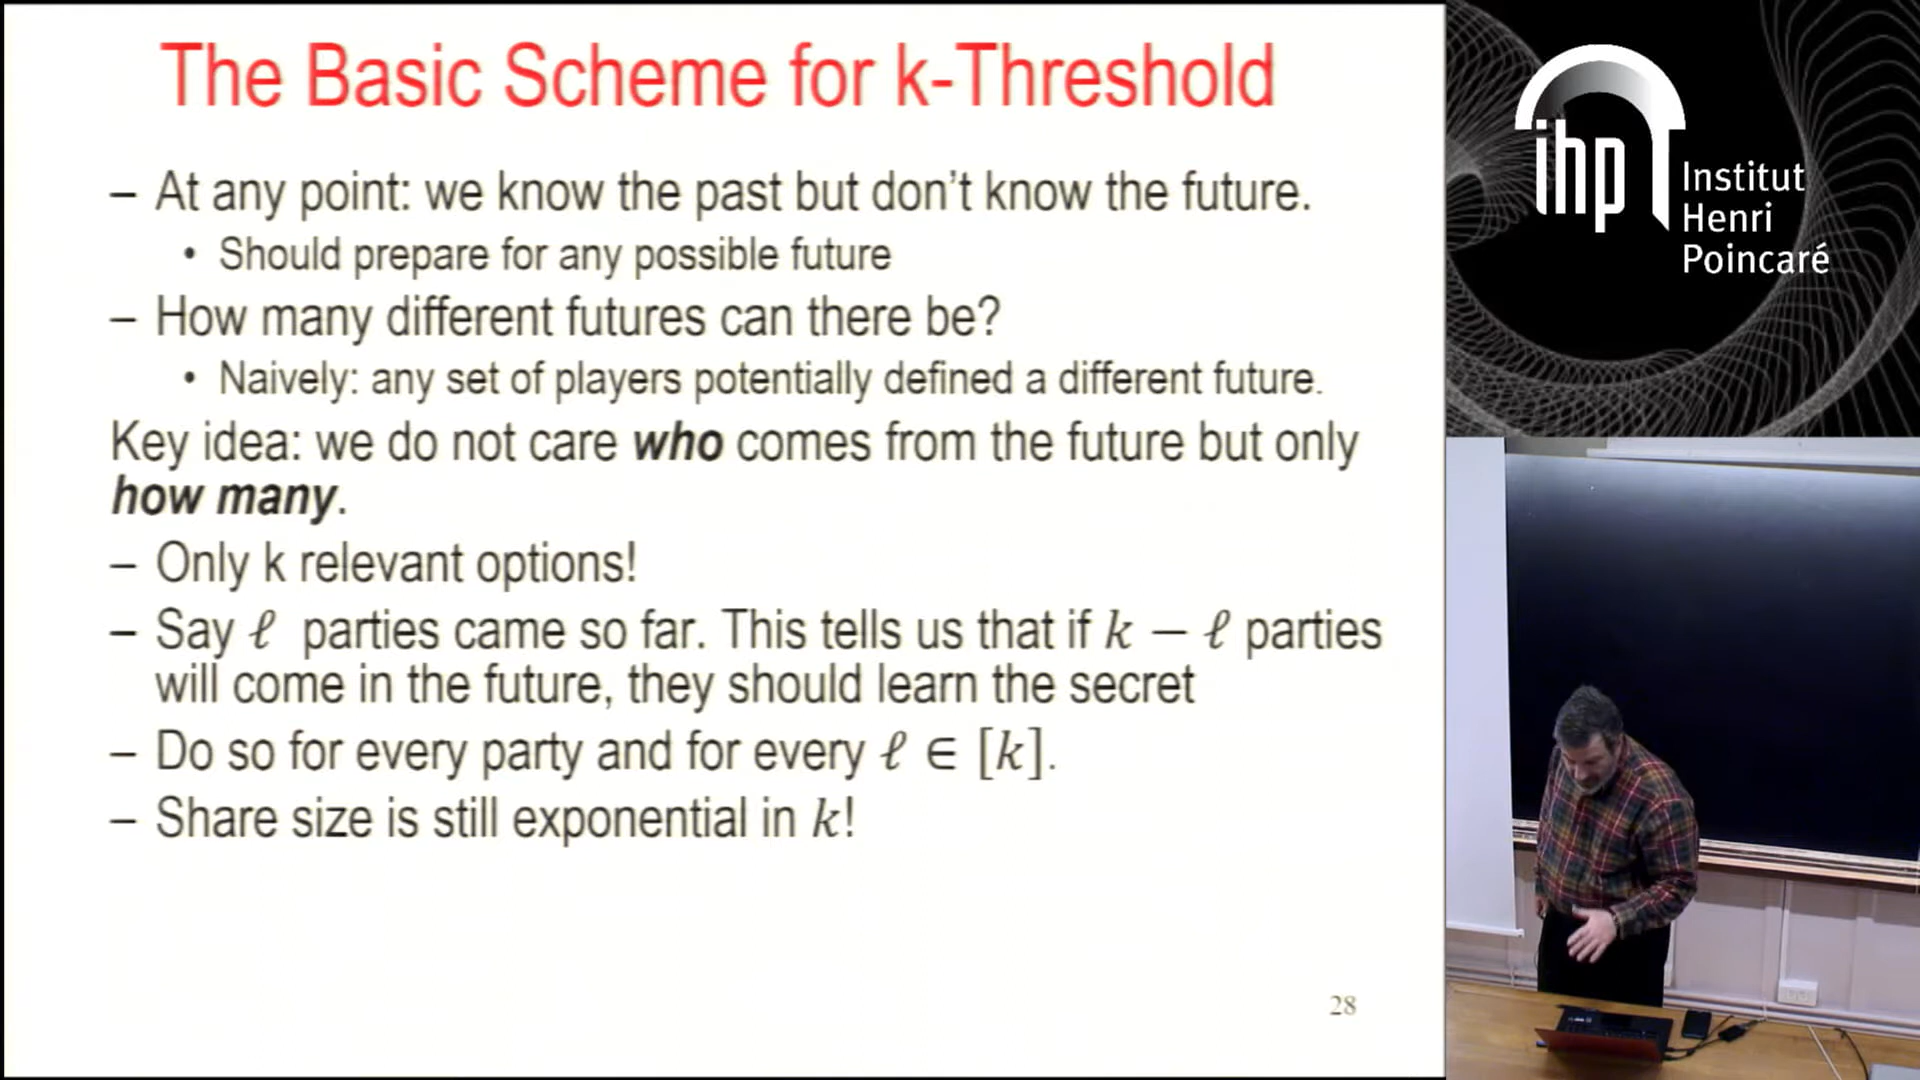 The Basic Scheme for k-Threshold
– At any point: we know the past but don't know the future.
• Should prepare for any possible future
– How many different futures can there be?
• Naively: any set of players potentially defined a different future.
Key idea: we do not care who comes from the future but only
how many.
– Only k relevant options!
– Say ℓ parties came so far. This tells us that if k − ℓ parties
will come in the future, they should learn the secret
– Do so for every party and for every ℓ ∈ [k].
– Share size is still exponential in k!
28
ihp
Institut
Henri
Poincaré